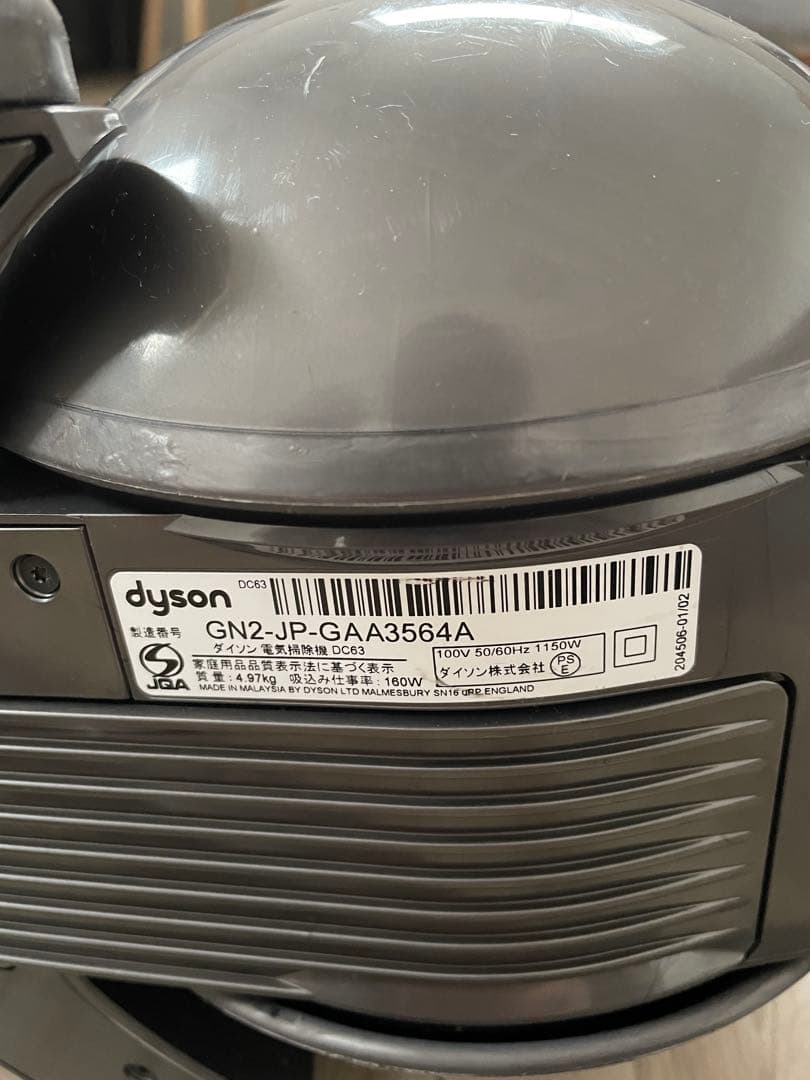 dyson
DC63
製造番号 GN2-JP-GAA3564A
ダイソン 電気掃除機 DC63
家庭用品品質表示法に基づく表示
質量:4.97kg 吸込み仕事率:160W
100V 50/60Hz 1150W
ダイソン株式会社 PS E
JQA
MADE IN MALAYSIA BY DYSON LTD MALMESBURY SN16 0RP ENGLAND
204506-01/02